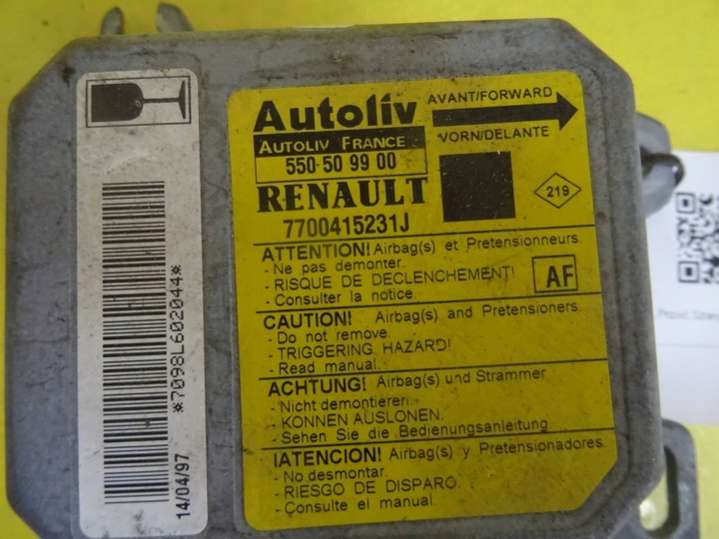 Autoliv
AVANT/FORWARD
AUTOLIV FRANCE
VORN/DELANTE
550 50 99 00
RENAULT
219
7700415231J
ATTENTION! Airbag(s) et Pretensionneurs
- Ne pas demonter.
- RISQUE DE DECLENCHEMENT!
- Consulter la notice.
AF
CAUTION! Airbag(s) and Pretensioners
- Do not remove.
- TRIGGERING HAZARD!
- Read manual.
ACHTUNG! Airbag(s) und Strammer
- Nicht demontieren.
- KONNEN AUSLONEN.
- Sehen Sie die Bedienungsanleitung
!ATENCION! Airbag(s) y Pretensionadores
- No desmontar.
- RIESGO DE DISPARO.
- Consulte el manual.
*7098L602044*
14/04/97